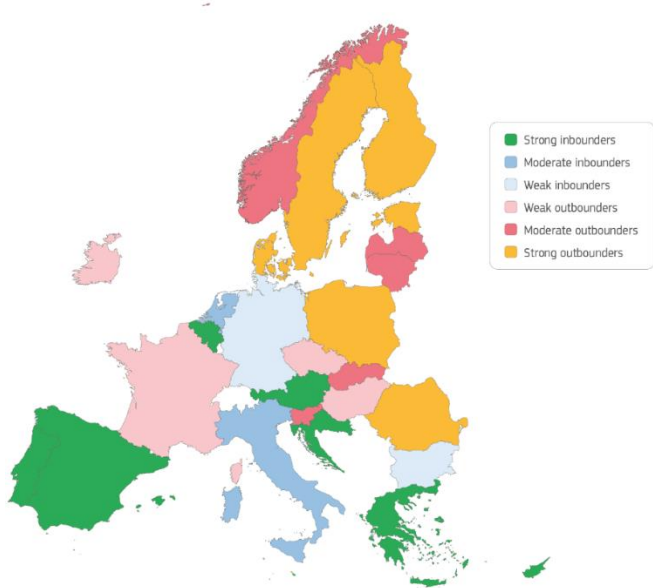 Strong inbounders
Moderate inbounders
Weak inbounders
Weak outbounders
Moderate outbounders
Strong outbounders